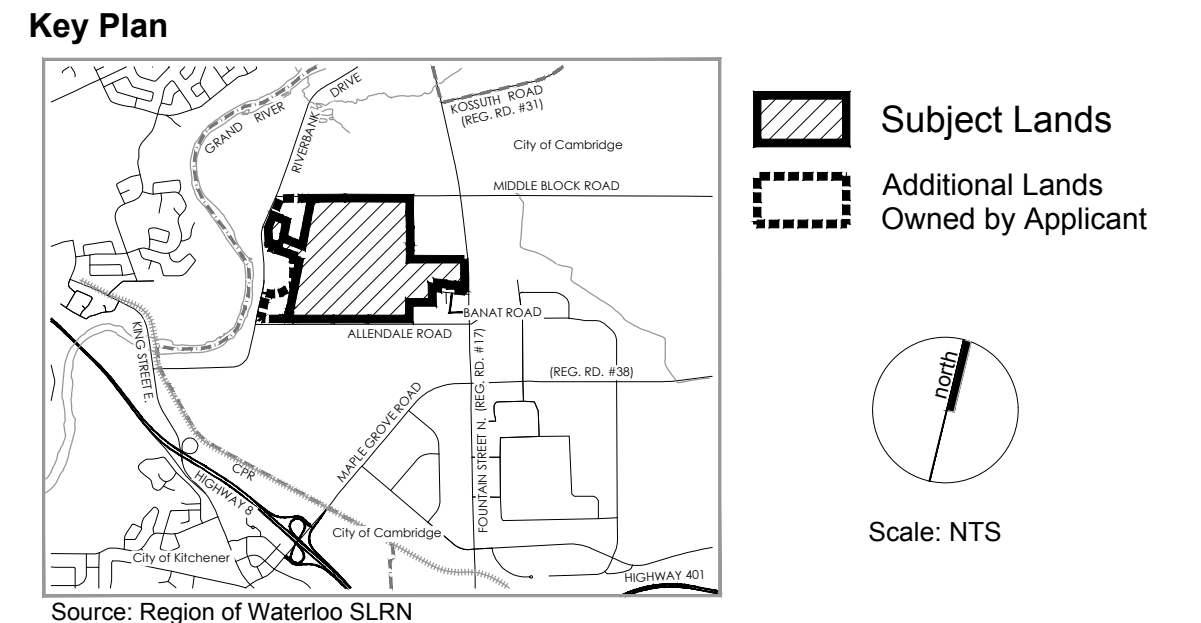 Key Plan
GRAND RIVER
RIVERBANK DRIVE
KOSSUTH ROAD
(REG. RD. #31)
City of Cambridge
MIDDLE BLOCK ROAD
BANAT ROAD
ALLENDALE ROAD
KING STREET E.
(REG. RD. #38)
FOUNTAIN STREET N. (REG. RD. #17)
MAPLE GROVE ROAD
CPR
HIGHWAY 8
City of Cambridge
City of Kitchener
HIGHWAY 401
Source: Region of Waterloo SLRN
Subject Lands
Additional Lands
Owned by Applicant
north
Scale: NTS